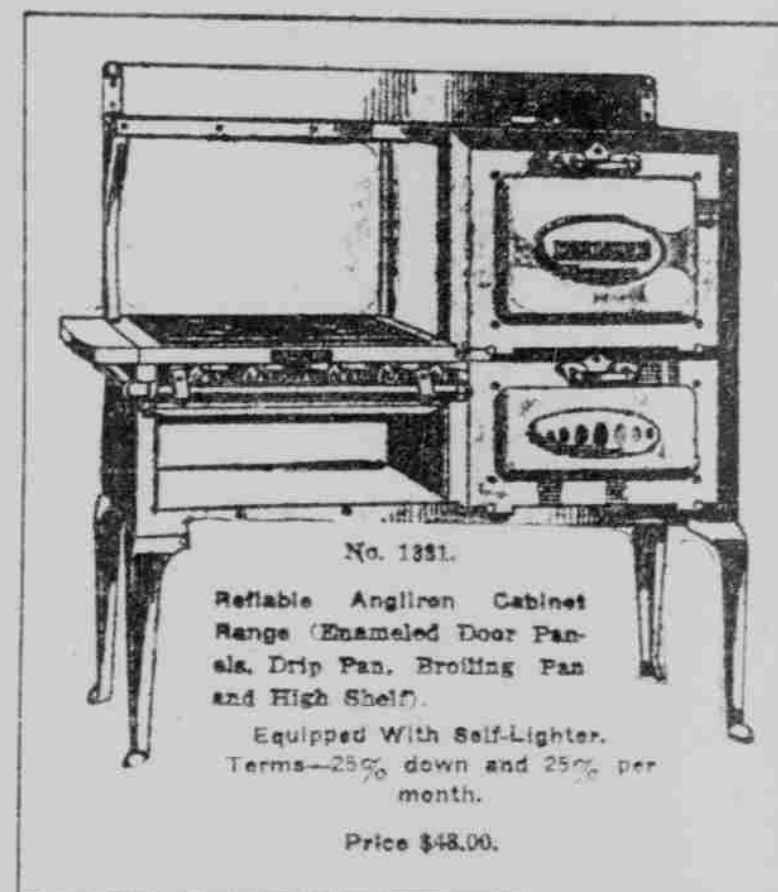 No. 1331.
Reliable Angliron Cabinet
Range (Enameled Door Pan-
els, Drip Pan, Broiling Pan
and High Shelf).
Equipped With Self-Lighter.
Terms—25% down and 25% per
month.
Price $48.00.